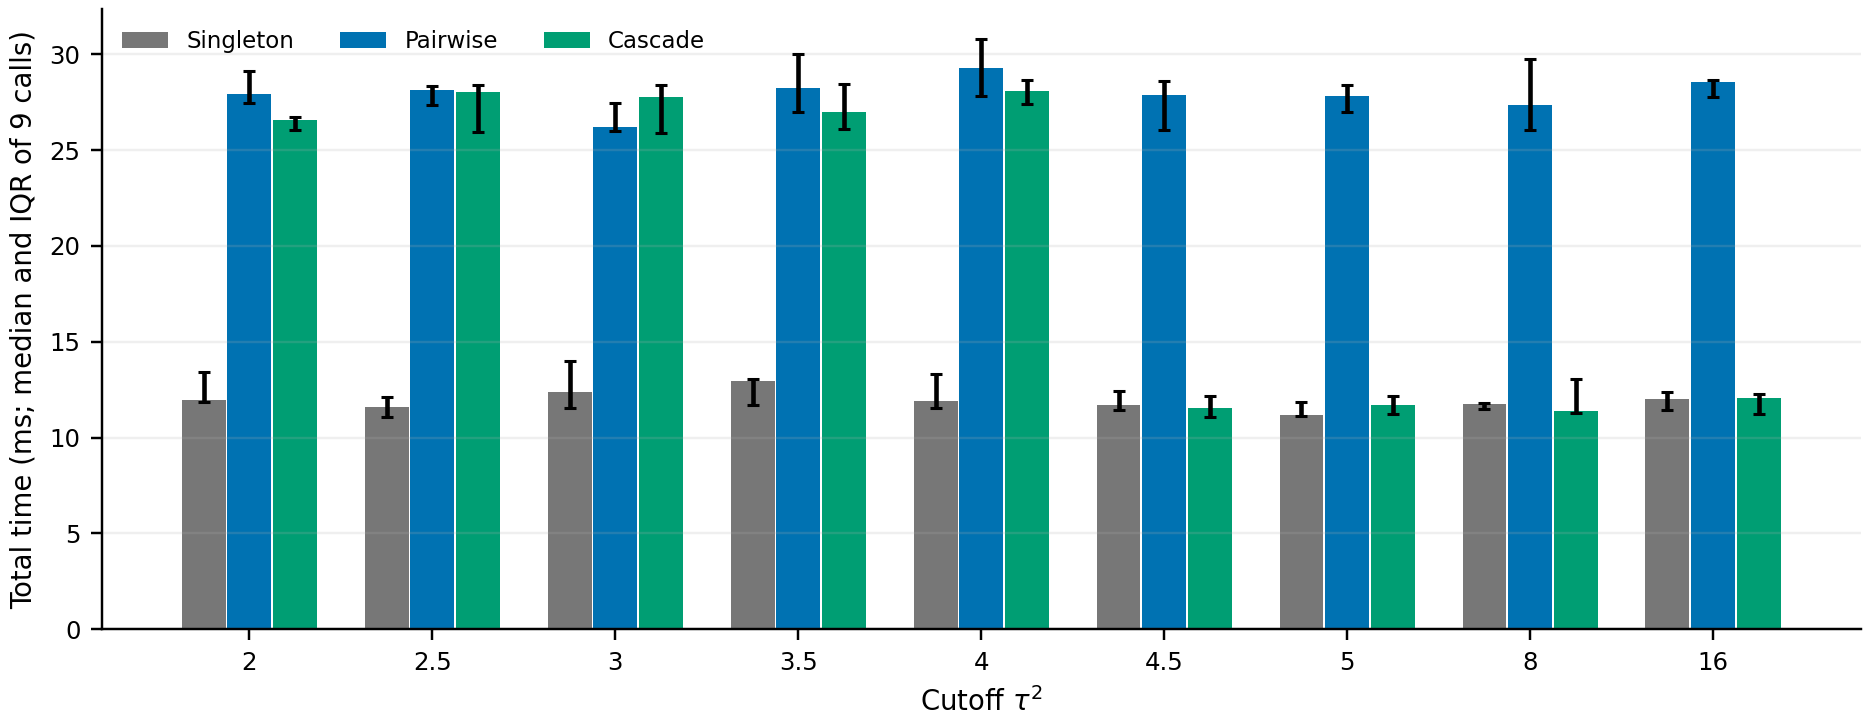 Singleton Pairwise Cascade
Total time (ms; median and IQR of 9 calls)
30
25
20
15
10
5
0
2 2.5 3 3.5 4 4.5 5 8 16
Cutoff τ²